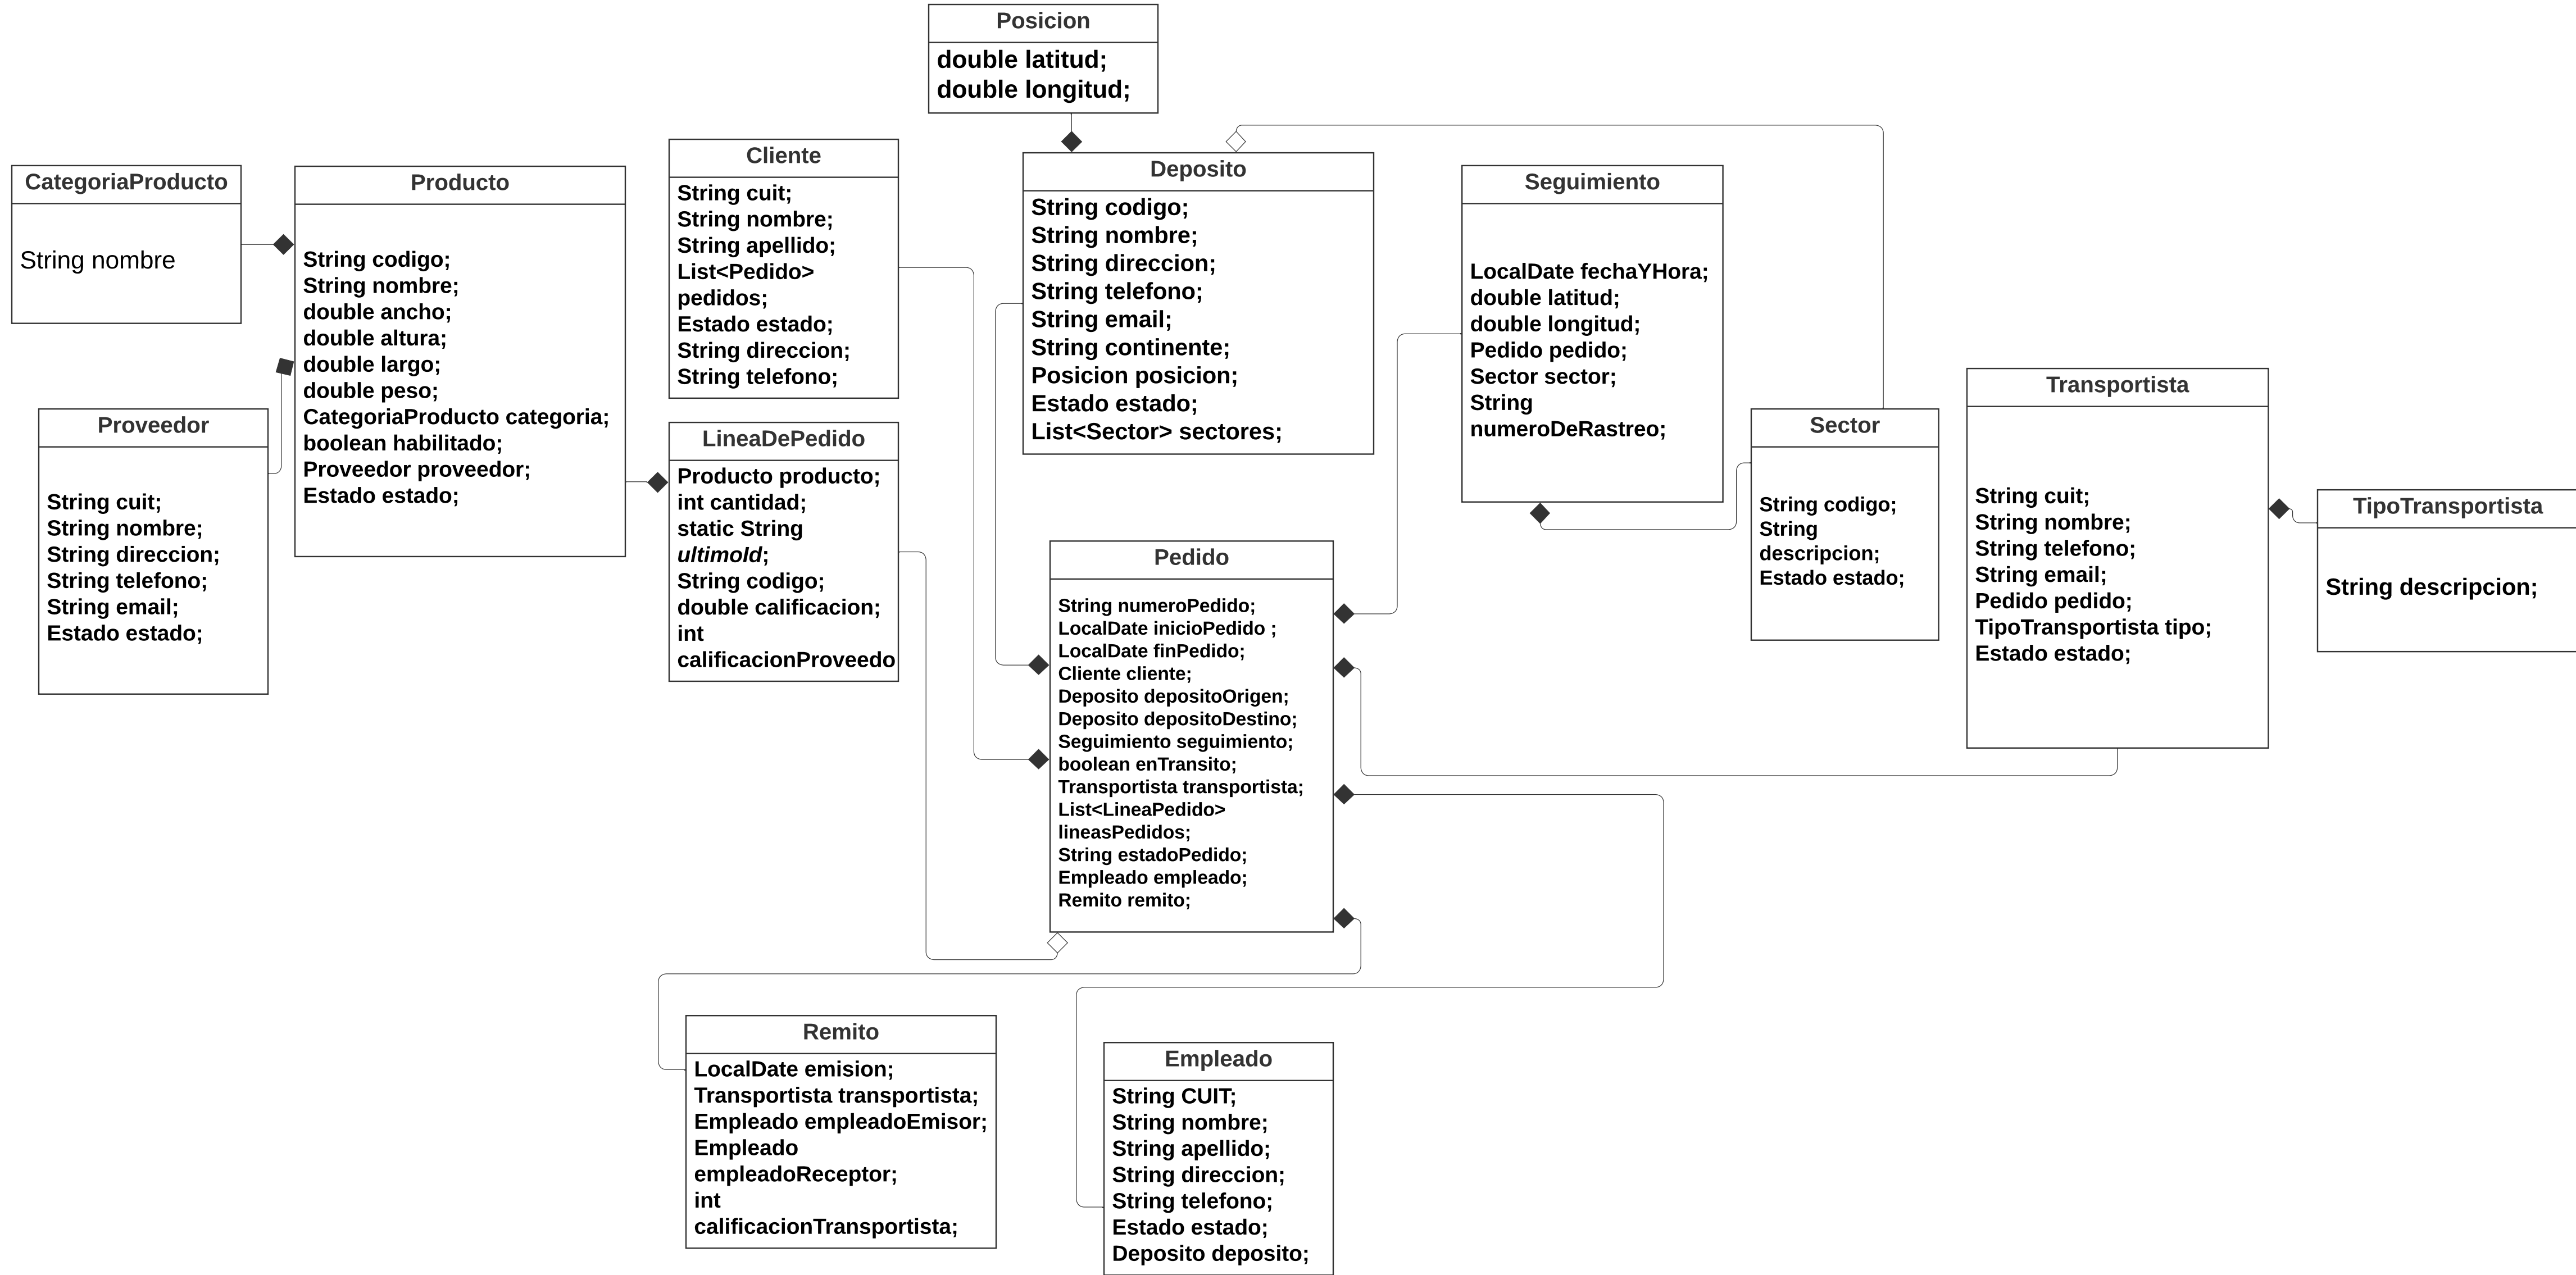 Posicion
double latitud;
double longitud;
CategoriaProducto
String nombre
Producto
String codigo;
String nombre;
double ancho;
double altura;
double largo;
double peso;
CategoriaProducto categoria;
boolean habilitado;
Proveedor proveedor;
Estado estado;
Proveedor
String cuit;
String nombre;
String direccion;
String telefono;
String email;
Estado estado;
Cliente
String cuit;
String nombre;
String apellido;
List<Pedido>
pedidos;
Estado estado;
String direccion;
String telefono;
LineaDePedido
Producto producto;
int cantidad;
static String
ultimoId;
String codigo;
double calificacion;
int
calificacionProveedo
Deposito
String codigo;
String nombre;
String direccion;
String telefono;
String email;
String continente;
Posicion posicion;
Estado estado;
List<Sector> sectores;
Seguimiento
LocalDate fechaYHora;
double latitud;
double longitud;
Pedido pedido;
Sector sector;
String
numeroDeRastreo;
Sector
String codigo;
String
descripcion;
Estado estado;
Transportista
String cuit;
String nombre;
String telefono;
String email;
Pedido pedido;
TipoTransportista tipo;
Estado estado;
TipoTransportista
String descripcion;
Pedido
String numeroPedido;
LocalDate inicioPedido ;
LocalDate finPedido;
Cliente cliente;
Deposito depositoOrigen;
Deposito depositoDestino;
Seguimiento seguimiento;
boolean enTransito;
Transportista transportista;
List<LineaPedido>
lineasPedidos;
String estadoPedido;
Empleado empleado;
Remito remito;
Remito
LocalDate emision;
Transportista transportista;
Empleado empleadoEmisor;
Empleado
empleadoReceptor;
int
calificacionTransportista;
Empleado
String CUIT;
String nombre;
String apellido;
String direccion;
String telefono;
Estado estado;
Deposito deposito;